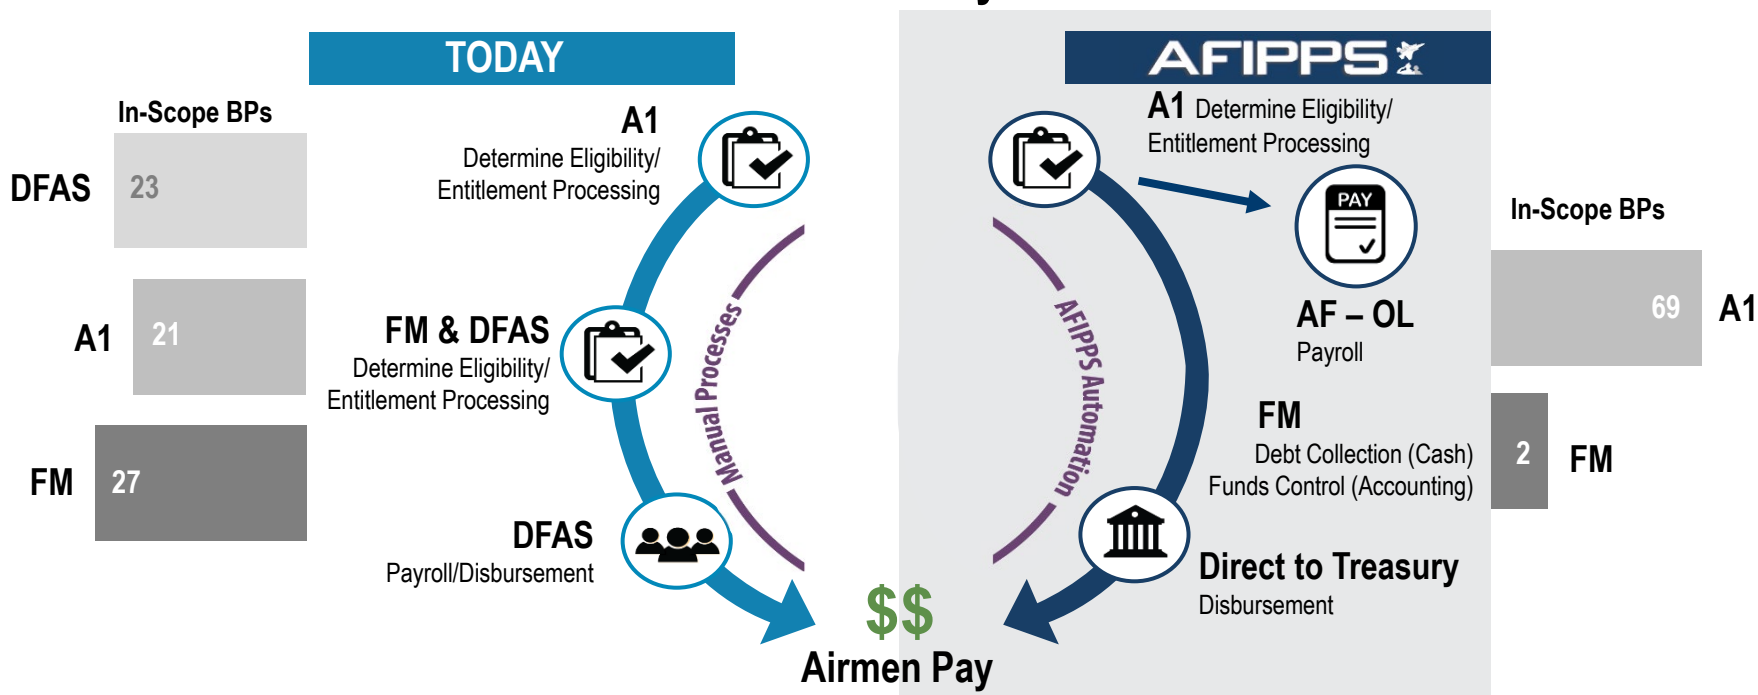 TODAY
In-Scope BPs
DFAS
23
A1
21
FM
27
A1
Determine Eligibility/
Entitlement Processing
FM & DFAS
Determine Eligibility/
Entitlement Processing
DFAS
Payroll/Disbursement
Manual Processes
AFIPPS
A1 Determine Eligibility/
Entitlement Processing
PAY
AF – OL
Payroll
AFIPPS Automation
FM
Debt Collection (Cash)
Funds Control (Accounting)
Direct to Treasury
Disbursement
In-Scope BPs
69
A1
2
FM
$$
Airmen Pay